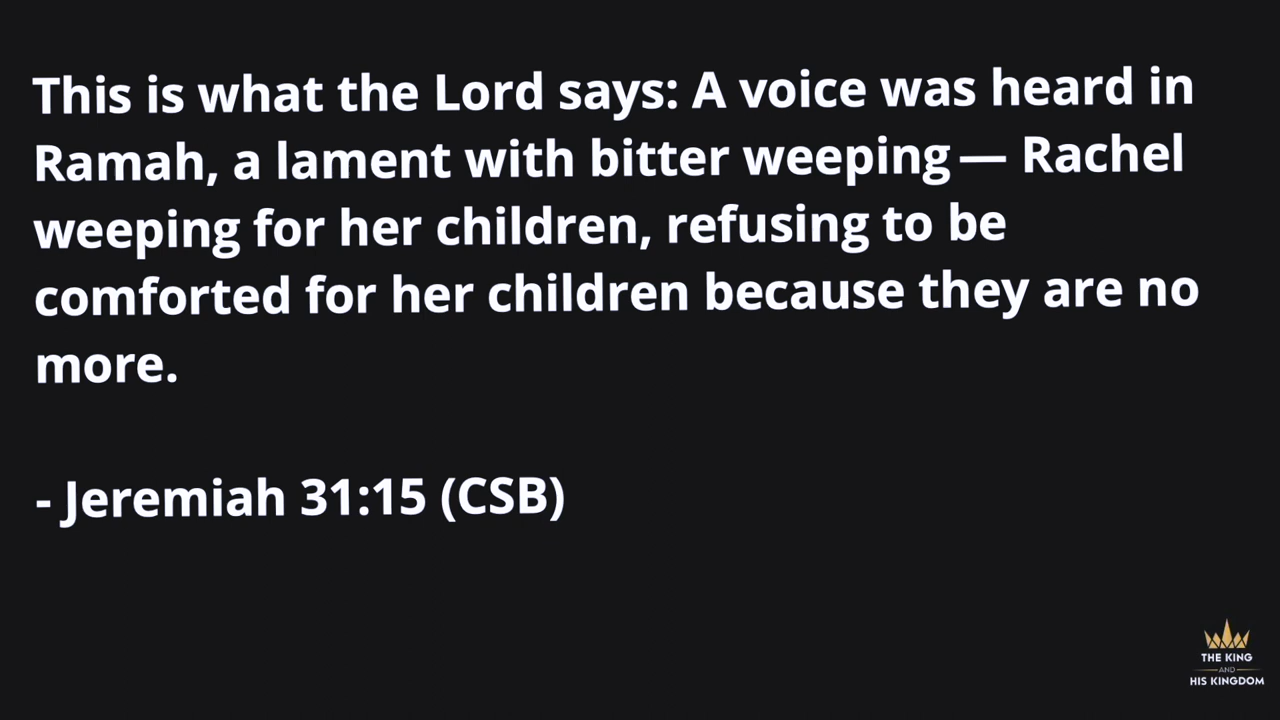 This is what the Lord says: A voice was heard in
Ramah, a lament with bitter weeping — Rachel
weeping for her children, refusing to be
comforted for her children because they are no
more.
- Jeremiah 31:15 (CSB)
THE KING
AND
HIS KINGDOM